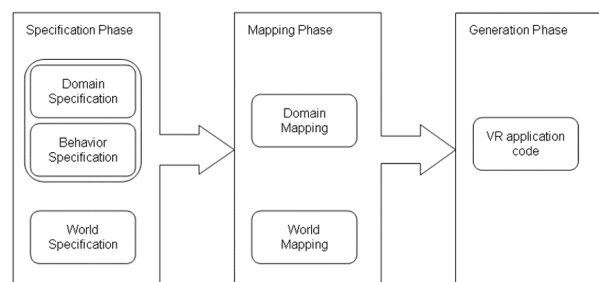 Specification Phase
Domain
Specification
Behavior
Specification
World
Specification
Mapping Phase
Domain
Mapping
World
Mapping
Generation Phase
VR application
code